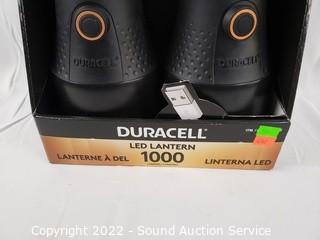 DURACELL
DURACELL
DURACELL
LED LANTERN
LANTERNE À DEL
1000
LINTERNA LED
Copyright 2022 - Sound Auction Service